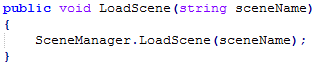 public void LoadScene(string sceneName)
{
    SceneManager.LoadScene(sceneName);
}